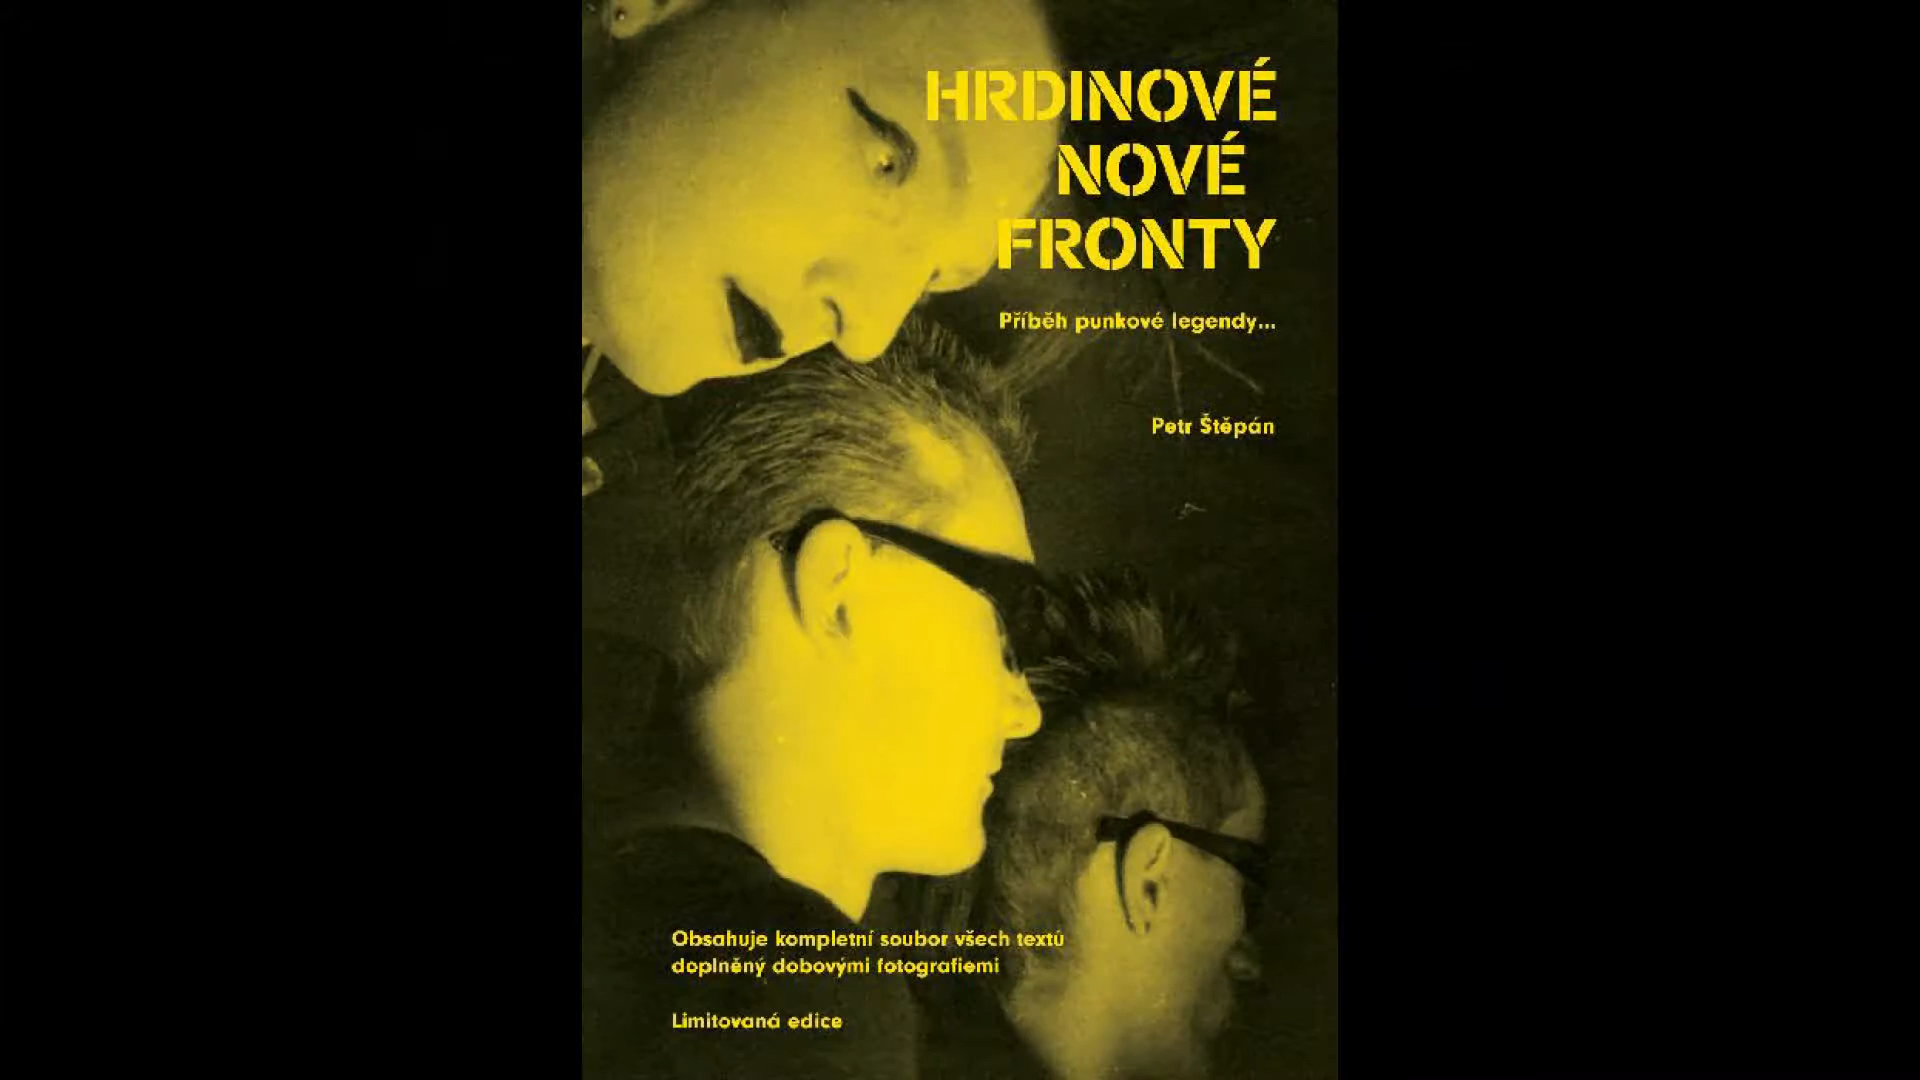 HRDINOVÉ
NOVÉ
FRONTY
Příběh punkové legendy...
Petr Štěpán
Obsahuje kompletní soubor všech textů
doplněný dobovými fotografiemi
Limitovaná edice